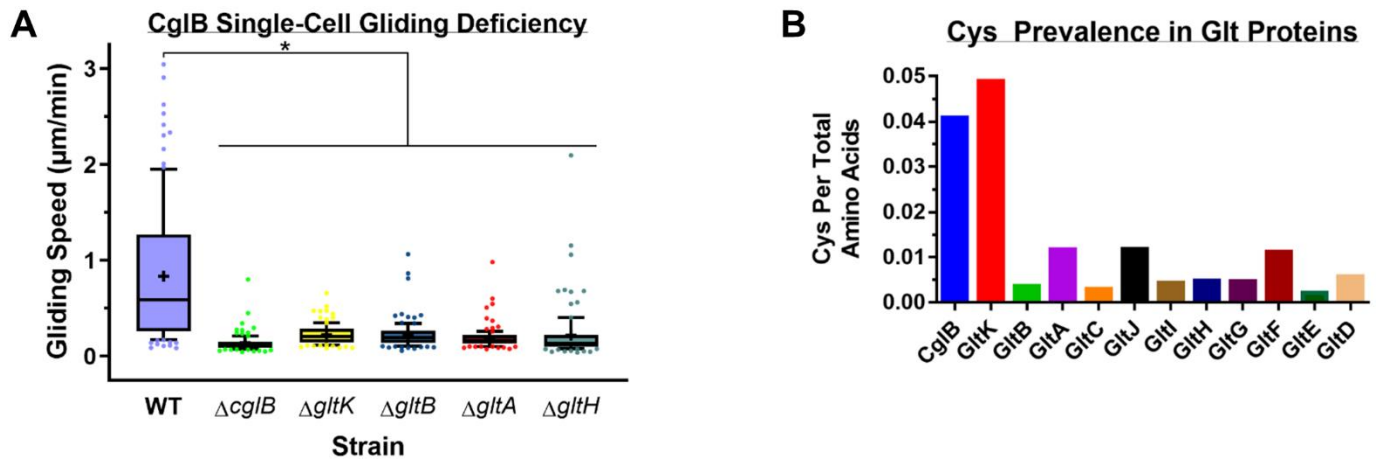 A
CglB Single-Cell Gliding Deficiency
*
Gliding Speed (μm/min)
3
2
1
0
WT ΔcglB ΔgltK ΔgltB ΔgltA ΔgltH
Strain
B
Cys Prevalence in Glt Proteins
Cys Per Total
Amino Acids
0.05
0.04
0.03
0.02
0.01
0.00
CglB GltK GltB GltA GltC GltJ GltI GltH GltG GltF GltE GltD